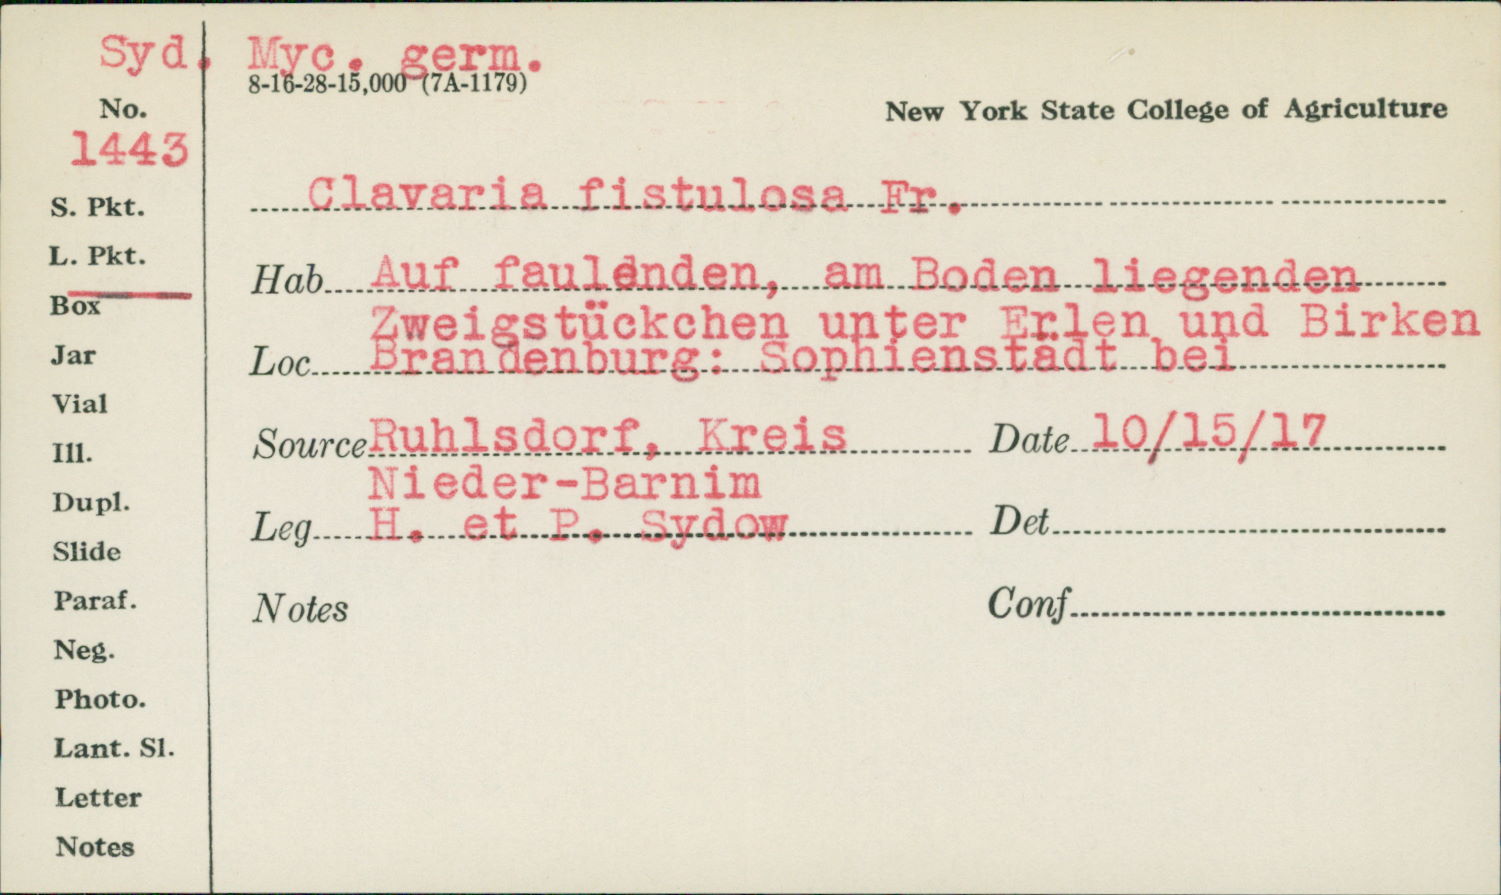 Syd. Myc. germ.
8-16-28-15,000 (7A-1179)
No.
New York State College of Agriculture
1443
S. Pkt.
Clavaria fistulosa Fr.
L. Pkt.
Hab. Auf faulenden, am Boden liegenden
Box
Zweigstückchen unter Erlen und Birken
Jar
Loc. Brandenburg: Sophienstädt bei
Vial
Source Ruhlsdorf, Kreis Date 10/15/17
Ill.
Nieder-Barnim
Dupl.
Leg. H. et P. Sydow Det.
Slide
Paraf.
Notes Conf.
Neg.
Photo.
Lant. Sl.
Letter
Notes